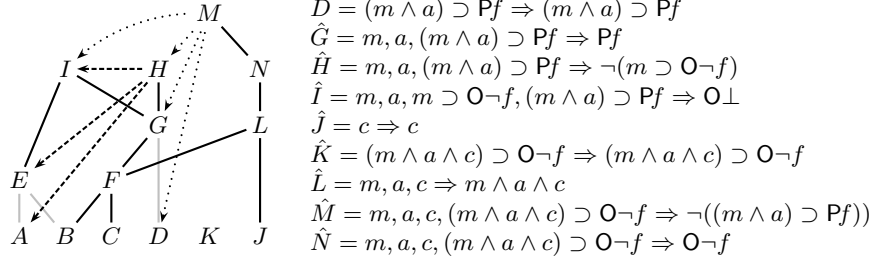 M
I H N
G L
E F
A B C D K J
D = (m ∧ a) ⊃ Pf ⇒ (m ∧ a) ⊃ Pf
Ĝ = m, a, (m ∧ a) ⊃ Pf ⇒ Pf
Ĥ = m, a, (m ∧ a) ⊃ Pf ⇒ ¬(m ⊃ O¬f)
Î = m, a, m ⊃ O¬f, (m ∧ a) ⊃ Pf ⇒ O⊥
Ĵ = c ⇒ c
K̂ = (m ∧ a ∧ c) ⊃ O¬f ⇒ (m ∧ a ∧ c) ⊃ O¬f
L̂ = m, a, c ⇒ m ∧ a ∧ c
M̂ = m, a, c, (m ∧ a ∧ c) ⊃ O¬f ⇒ ¬((m ∧ a) ⊃ Pf))
N̂ = m, a, c, (m ∧ a ∧ c) ⊃ O¬f ⇒ O¬f